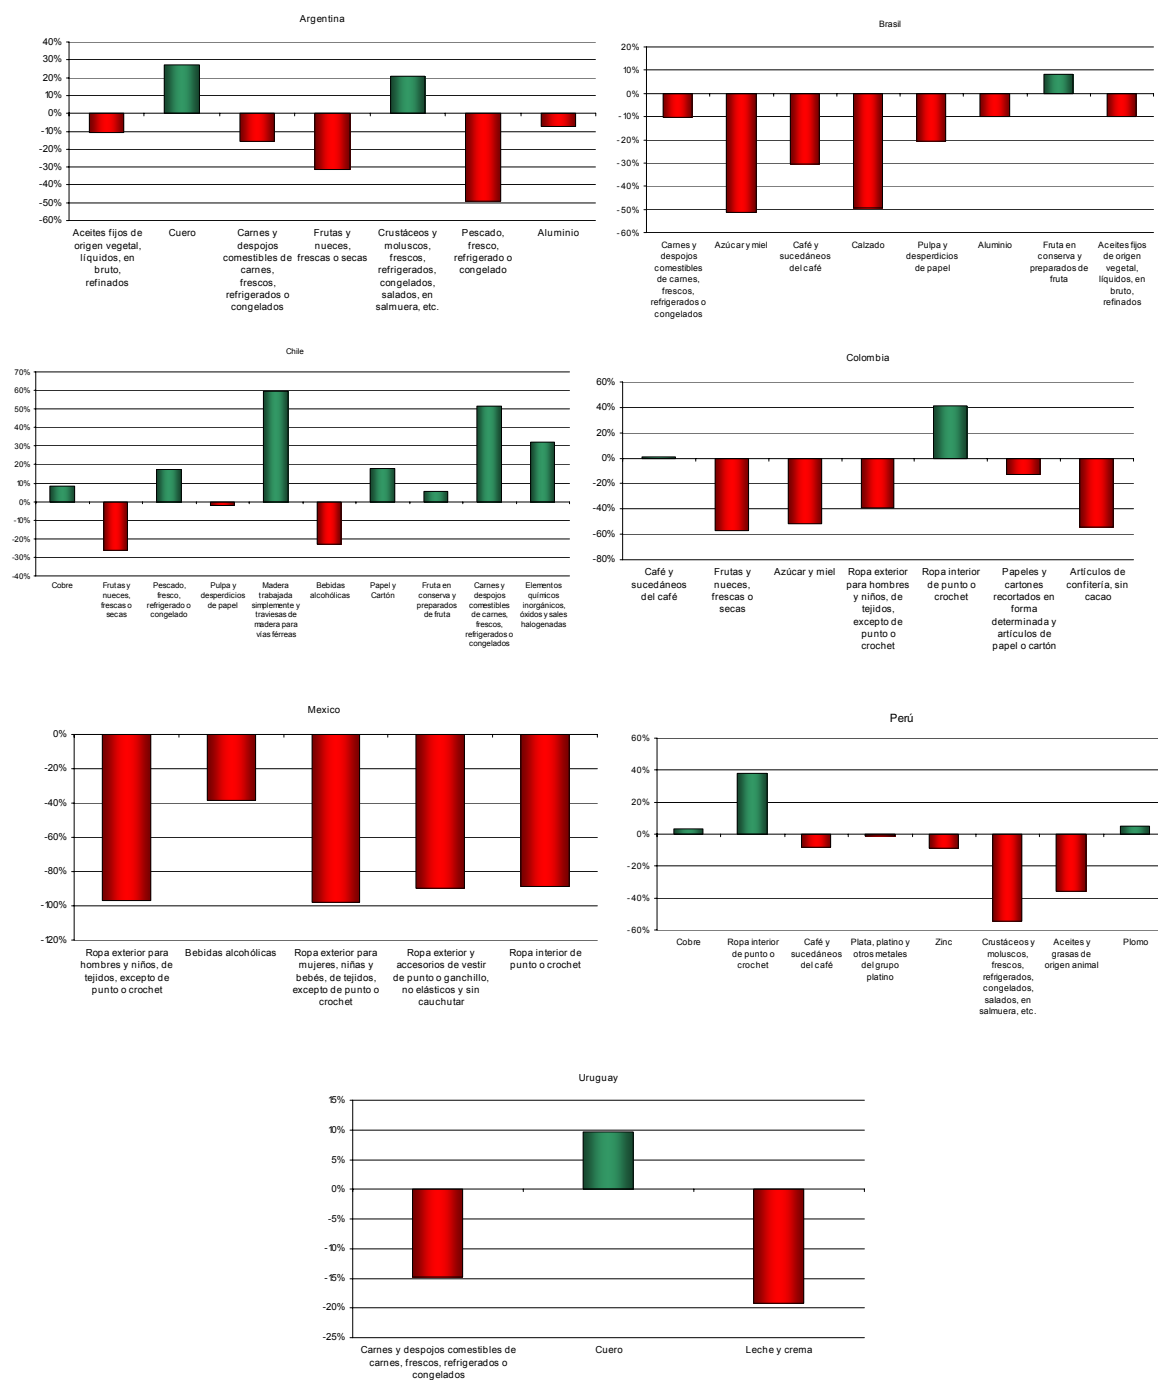 Argentina
40%
30%
20%
10%
0%
-10%
-20%
-30%
-40%
-50%
-60%
Aceites fijos de
origen vegetal,
líquidos, en
bruto,
refinados
Cuero
Carnes y
despojos
comestibles de
carnes,
frescos,
refrigerados o
congelados
Frutas y
nueces,
frescas o secas
Crustáceos y
moluscos,
frescos,
refrigerados,
congelados,
salados, en
salmuera, etc.
Pescado,
fresco,
refrigerado o
congelado
Aluminio
Brasil
20%
10%
0%
-10%
-20%
-30%
-40%
-50%
-60%
Carnes y
despojos
comestibles
de carnes,
frescos,
refrigerados o
congelados
Azúcar y miel
Café y
sucedáneos
del café
Calzado
Pulpa y
desperdicios
de papel
Aluminio
Fruta en
conserva y
preparados de
fruta
Aceites fijos
de origen
vegetal,
líquidos, en
bruto,
refinados
Chile
70%
60%
50%
40%
30%
20%
10%
0%
-10%
-20%
-30%
-40%
Cobre
Frutas y
nueces,
frescas o
secas
Pescado,
fresco,
refrigerado o
congelado
Pulpa y
desperdicios
de papel
Madera
trabajada
simplemente y
traviesas de
madera para
vías férreas
Bebidas
alcohólicas
Papel y
Cartón
Fruta en
conserva y
preparados
de fruta
Carnes y
despojos
comestibles
de carnes,
frescos,
refrigerados o
congelados
Elementos
químicos
inorgánicos,
óxidos y sales
halogenadas
Colombia
60%
40%
20%
0%
-20%
-40%
-60%
-80%
Café y
sucedáneos
del café
Frutas y
nueces,
frescas o
secas
Azúcar y miel
Ropa exterior
para hombres
y niños, de
tejidos,
excepto de
punto o
crochet
Ropa interior
de punto o
crochet
Papeles y
cartones
recortados en
forma
determinada y
artículos de
papel o cartón
Artículos de
confitería, sin
cacao
Mexico
0%
-20%
-40%
-60%
-80%
-100%
-120%
Ropa exterior para
hombres y niños, de
tejidos, excepto de
punto o crochet
Bebidas alcohólicas
Ropa exterior para
mujeres, niñas y
bebés, de tejidos,
excepto de punto o
crochet
Ropa exterior y
accesorios de vestir
de punto o ganchillo,
no elásticos y sin
cauchutar
Ropa interior de
punto o crochet
Perú
60%
40%
20%
0%
-20%
-40%
-60%
Cobre
Ropa interior
de punto o
crochet
Café y
sucedáneos
del café
Plata, platino y
otros metales
del grupo
platino
Zinc
Crustáceos y
moluscos,
frescos,
refrigerados,
congelados,
salados, en
salmuera, etc.
Aceites y
grasas de
origen animal
Plomo
Uruguay
15%
10%
5%
0%
-5%
-10%
-15%
-20%
-25%
Carnes y despojos comestibles de
carnes, frescos, refrigerados o
congelados
Cuero
Leche y crema